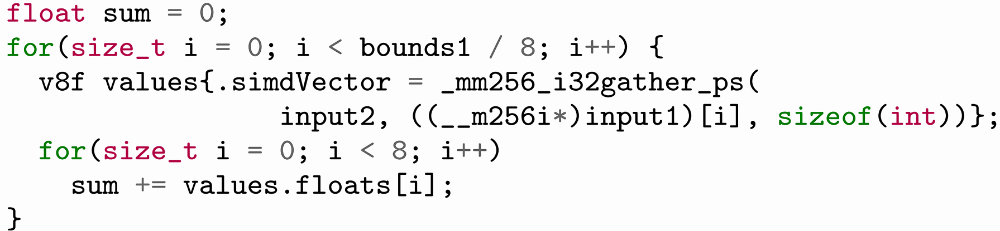 float sum = 0;
for(size_t i = 0; i < bounds1 / 8; i++) {
  v8f values{.simdVector = _mm256_i32gather_ps(
                 input2, ((__m256i*)input1)[i], sizeof(int))};
  for(size_t i = 0; i < 8; i++)
    sum += values.floats[i];
}